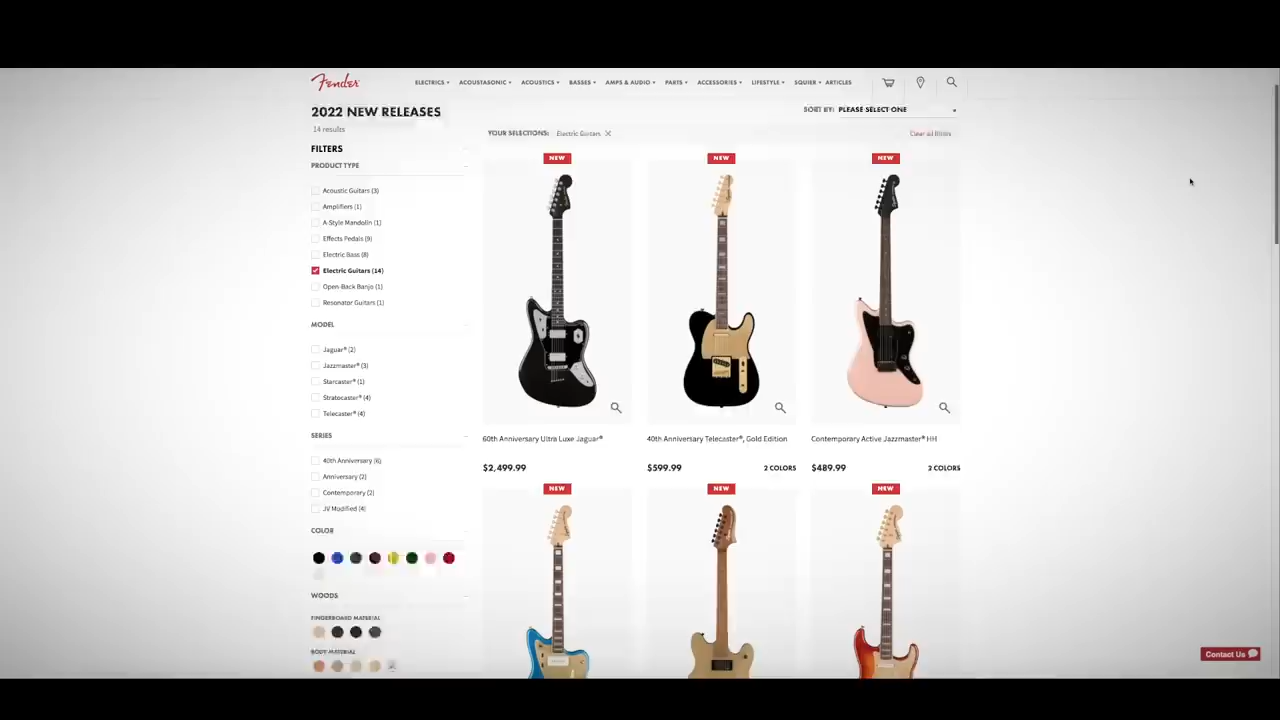 Fender
ELECTRICS ACOUSTASONIC ACOUSTICS BASSES AMPS & AUDIO PARTS ACCESSORIES LIFESTYLE SQUIER ARTICLES
2022 NEW RELEASES
SORT BY: PLEASE SELECT ONE
14 results
YOUR SELECTIONS: Electric Guitars Clear all filters
FILTERS
PRODUCT TYPE
Acoustic Guitars (3)
Amplifiers (1)
A-Style Mandolin (1)
Effects Pedals (9)
Electric Bass (8)
Electric Guitars (14)
Open-Back Banjo (1)
Resonator Guitars (1)
MODEL
Jaguar® (2)
Jazzmaster® (3)
Starcaster® (1)
Stratocaster® (4)
Telecaster® (4)
SERIES
40th Anniversary (6)
Anniversary (2)
Contemporary (2)
JV Modified (4)
COLOR
WOODS
FINGERBOARD MATERIAL
BODY MATERIAL
NEW NEW NEW
60th Anniversary Ultra Luxe Jaguar® 40th Anniversary Telecaster®, Gold Edition Contemporary Active Jazzmaster® HH
$2,499.99 $599.99 2 COLORS $489.99 2 COLORS
NEW NEW NEW
Contact Us